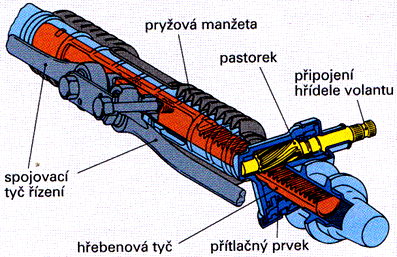 pryžová manžeta
pastorek
připojení
hřídele volantu
spojovací
tyč řízení
hřebenová tyč
přítlačný prvek